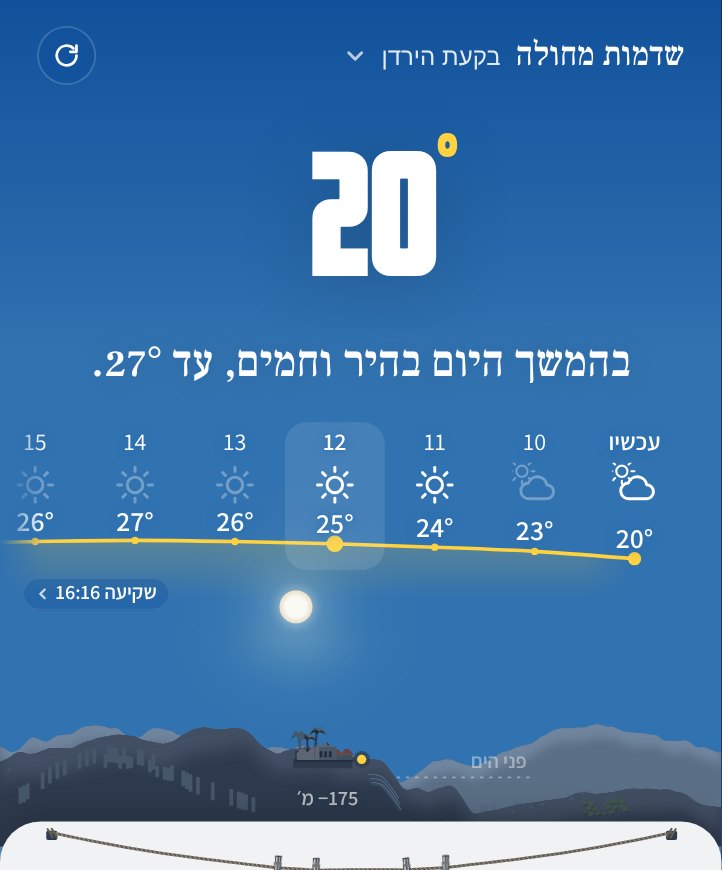 שדמות מחולה בקעת הירדן
20°
בהמשך היום בהיר וחמים, עד 27°.
עכשיו 10 11 12 13 14 15
20° 23° 24° 25° 26° 27° 26°
שקיעה 16:16
פני הים
−175 מ׳